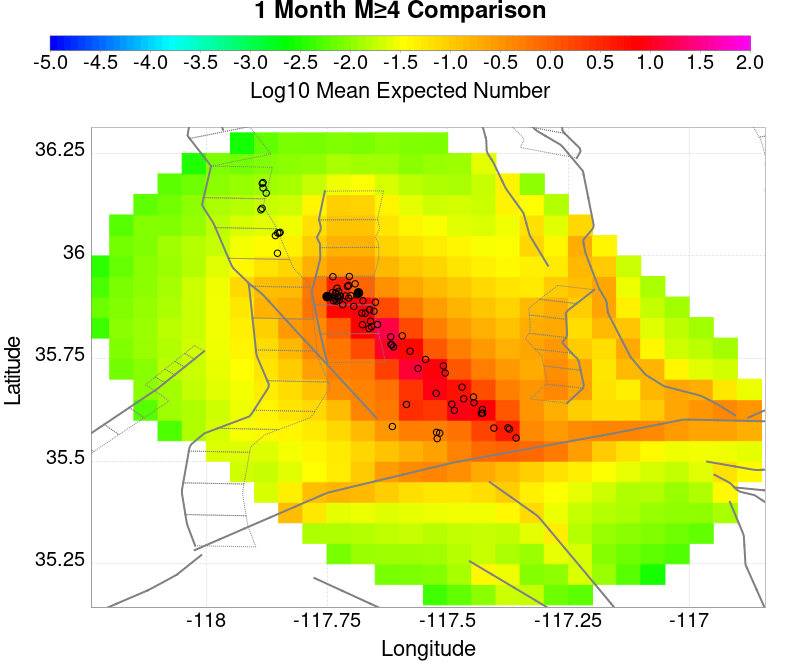 1 Month M≥4 Comparison
-5.0 -4.5 -4.0 -3.5 -3.0 -2.5 -2.0 -1.5 -1.0 -0.5 0.0 0.5 1.0 1.5 2.0
Log10 Mean Expected Number
36.25
36
35.75
35.5
35.25
Latitude
-118 -117.75 -117.5 -117.25 -117
Longitude